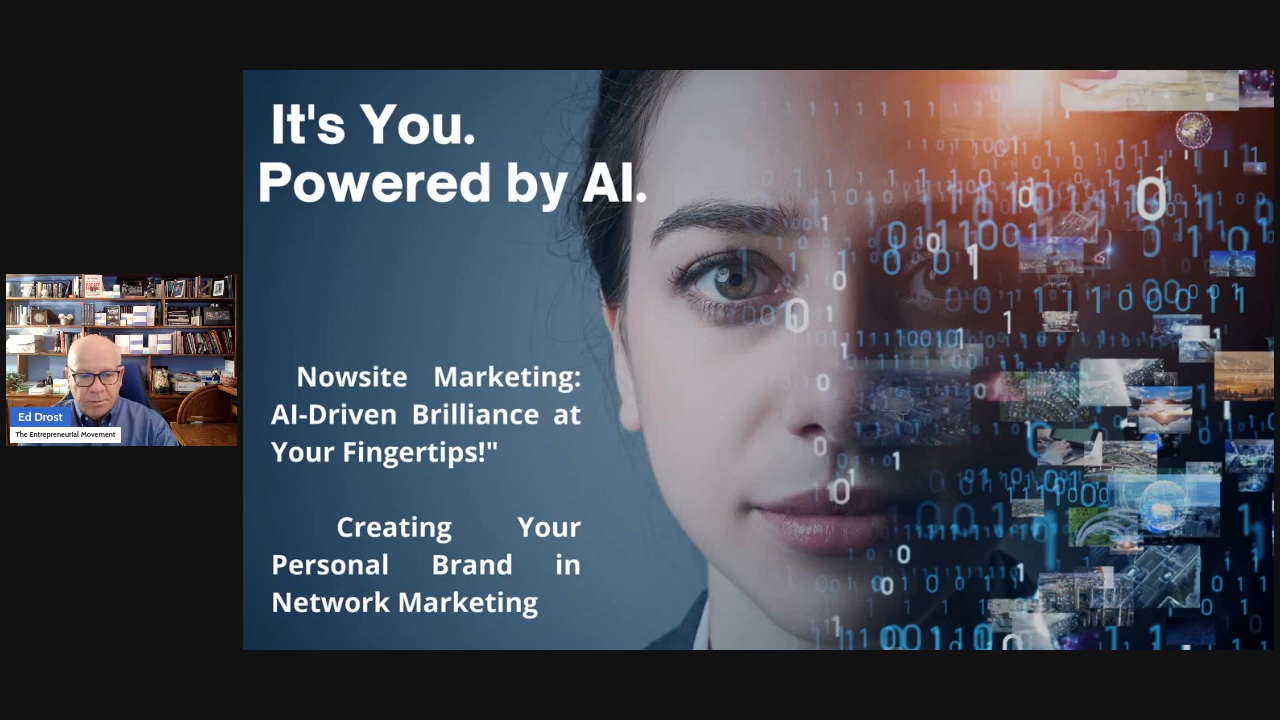 It's You.
Powered by AI.
Nowsite Marketing:
AI-Driven Brilliance at
Your Fingertips!"
Creating Your
Personal Brand in
Network Marketing
Ed Drost
The Entrepreneurial Movement